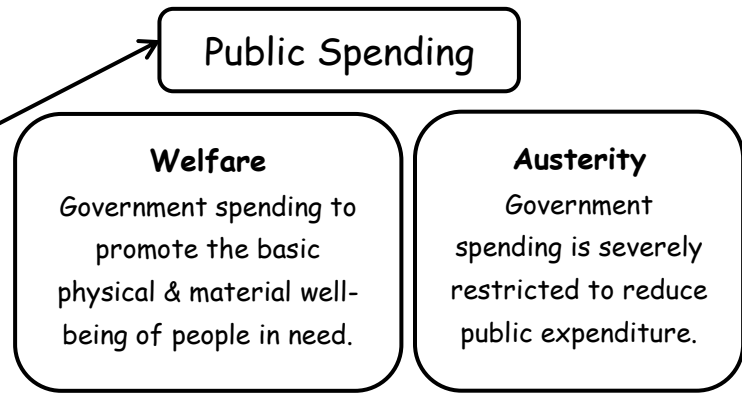 Public Spending
Welfare
Government spending to
promote the basic
physical & material well-
being of people in need.
Austerity
Government
spending is severely
restricted to reduce
public expenditure.